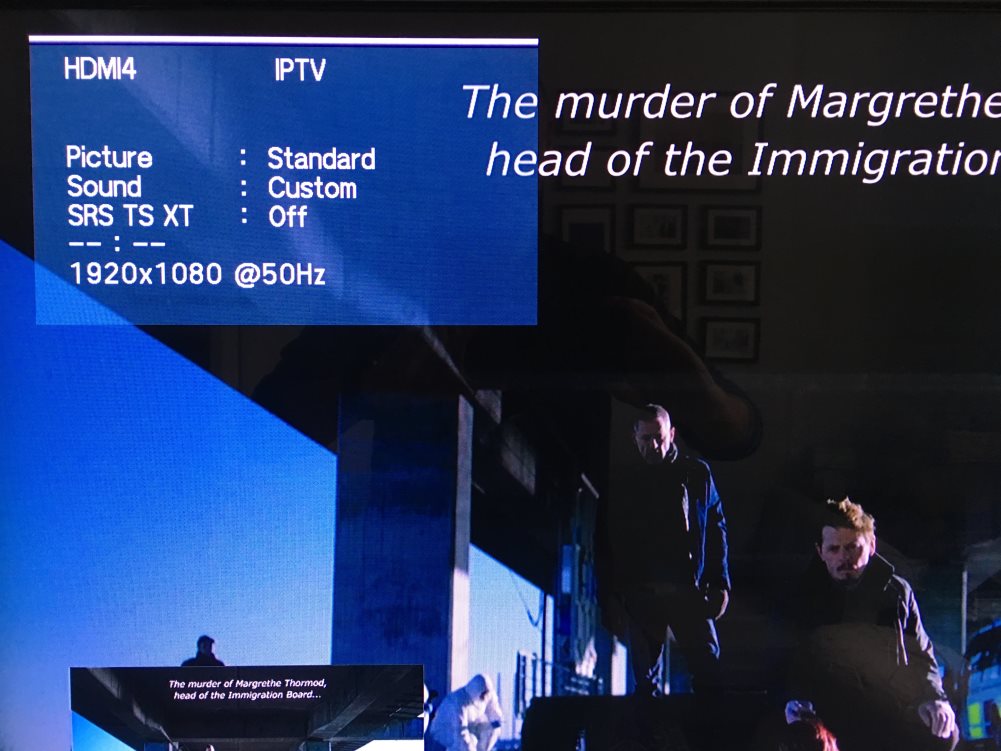 HDMI4 IPTV
The murder of Margrethe
head of the Immigration
Picture : Standard
Sound : Custom
SRS TS XT : Off
-- : --
1920x1080 @50Hz
The murder of Margrethe Thormod,
head of the Immigration Board...